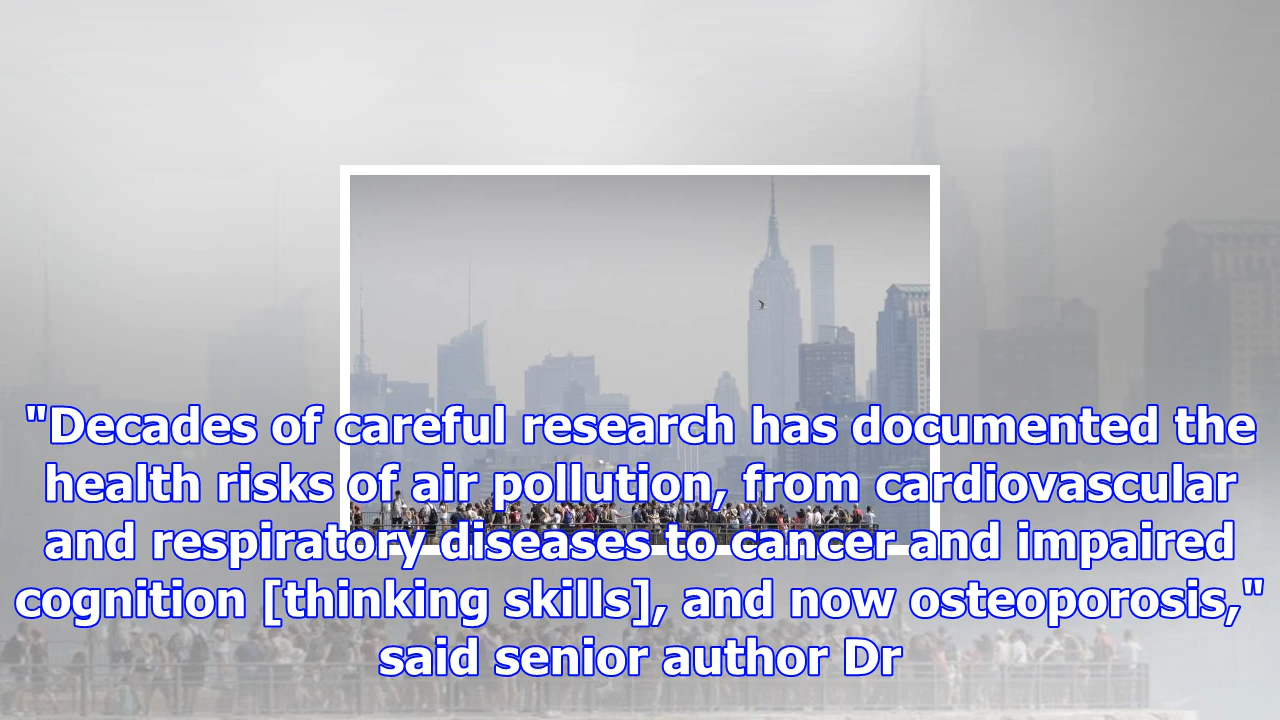 "Decades of careful research has documented the
health risks of air pollution, from cardiovascular
and respiratory diseases to cancer and impaired
cognition [thinking skills], and now osteoporosis,"
said senior author Dr